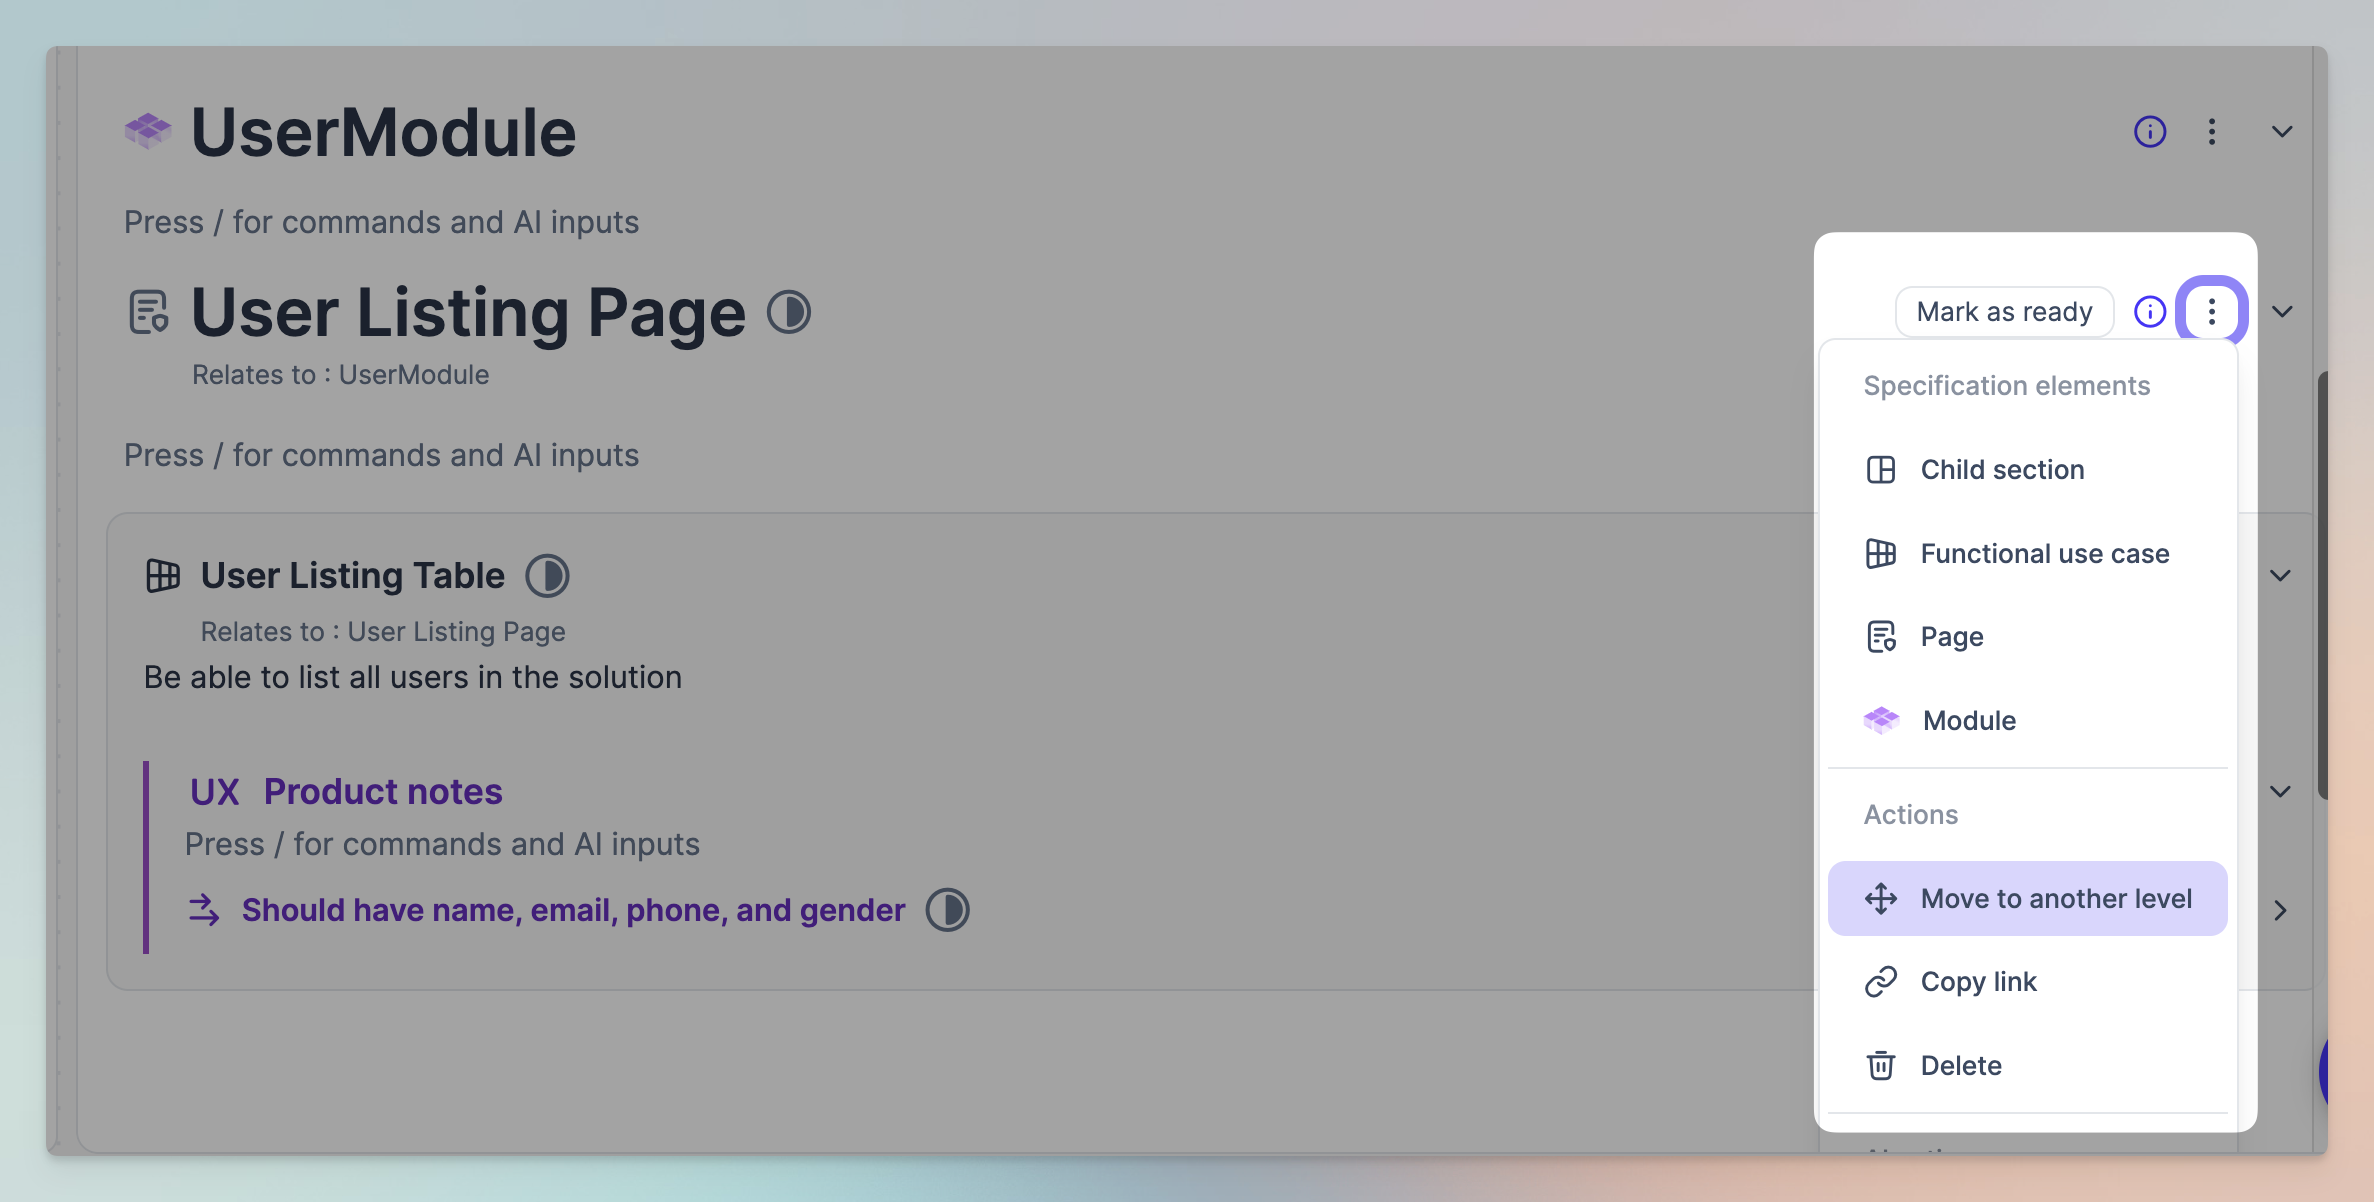 UserModule
Press / for commands and AI inputs
User Listing Page
Mark as ready
Relates to : UserModule
Press / for commands and AI inputs
User Listing Table
Relates to : User Listing Page
Be able to list all users in the solution
UX Product notes
Press / for commands and AI inputs
Should have name, email, phone, and gender
Specification elements
Child section
Functional use case
Page
Module
Actions
Move to another level
Copy link
Delete